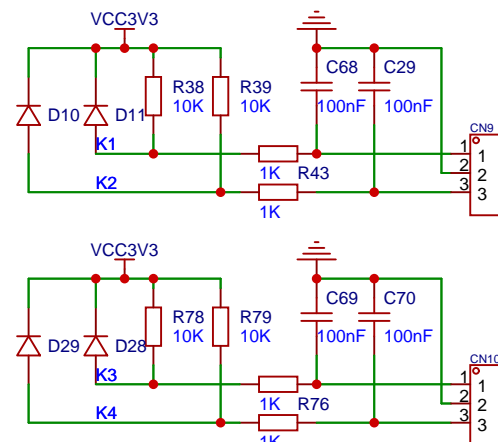 VCC3V3
R38
R39
C68
C29
10K
10K
D10
D11
100nF
100nF
CN9
K1
1
1
R43
1K
2
2
K2
3
3
1K
VCC3V3
R78
R79
C69
C70
10K
10K
D29
D28
100nF
100nF
CN10
K3
1
1
R76
1K
2
2
K4
3
3
1K